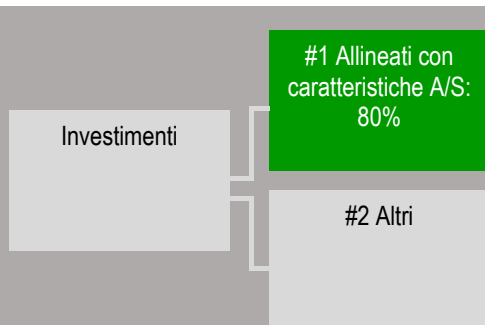 #1 Allineati con
caratteristiche A/S:
80%
Investimenti
#2 Altri